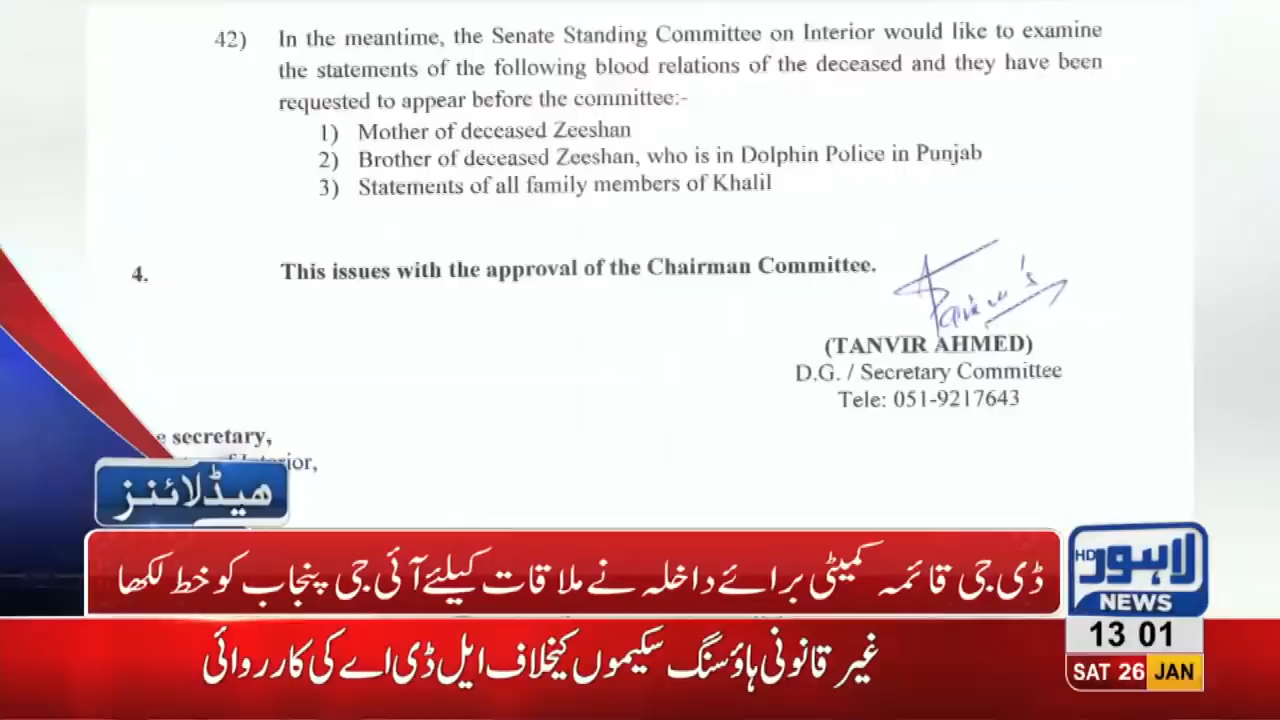 42) In the meantime, the Senate Standing Committee on Interior would like to examine
the statements of the following blood relations of the deceased and they have been
requested to appear before the committee:-
1) Mother of deceased Zeeshan
2) Brother of deceased Zeeshan, who is in Dolphin Police in Punjab
3) Statements of all family members of Khalil
4. This issues with the approval of the Chairman Committee.
(TANVIR AHMED)
D.G. / Secretary Committee
Tele: 051-9217643
secretary,
ہیڈلائنز
ڈی جی قائمہ کمیٹی برائے داخلہ نے ملاقات کیلئے آئی جی پنجاب کو خط لکھا
لاہور HD
NEWS
غیر قانونی ہاؤسنگ سکیموں کیخلاف ایل ڈی اے کی کارروائی
13 01
SAT 26 JAN